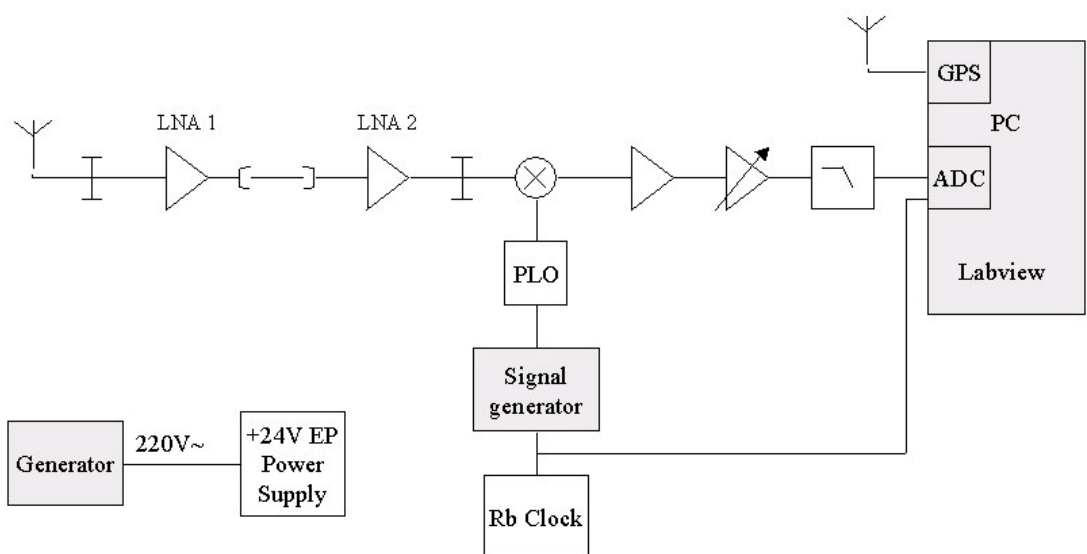 GPS
PC
LNA 1
LNA 2
ADC
Labview
PLO
Signal
generator
Generator
220V~
+24V EP
Power
Supply
Rb Clock